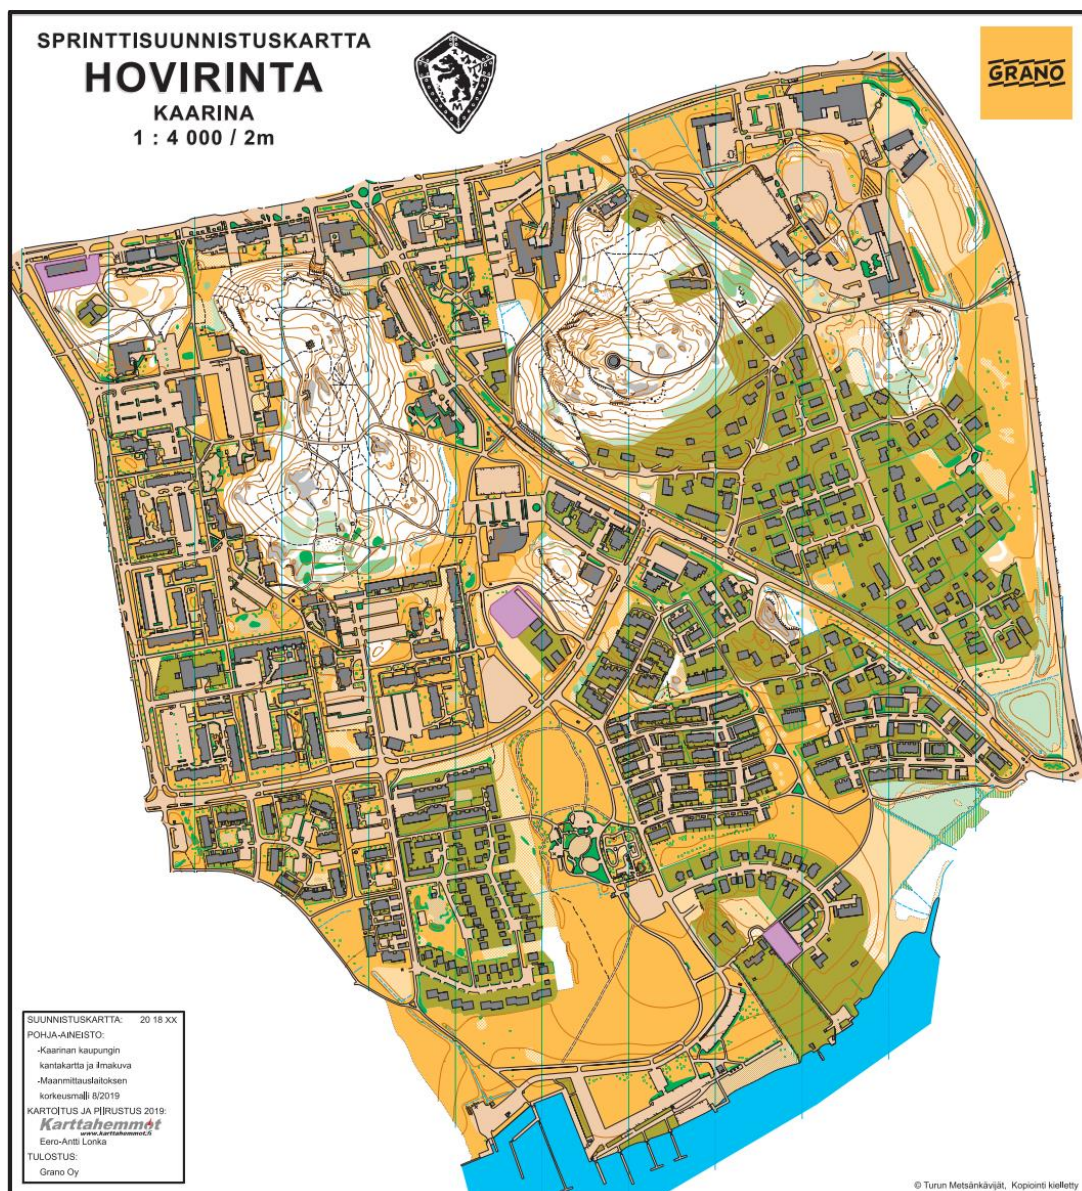 SPRINTTISUUNNISTUSKARTTA
HOVIRINTA
KAARINA
1 : 4 000 / 2m
M
GRANO
SUUNNISTUSKARTTA: 20 18 XX
POHJA-AINEISTO:
-Kaarinan kaupungin
kantakartta ja ilmakuva
-Maanmittauslaitoksen
korkeusmalli 8/2019
KARTOITUS JA PIIRUSTUS 2019:
Karttahemmot
www.karttahemmot.fi
Eero-Antti Lonka
TULOSTUS:
Grano Oy
© Turun Metsänkävijät, Kopiointi kielletty